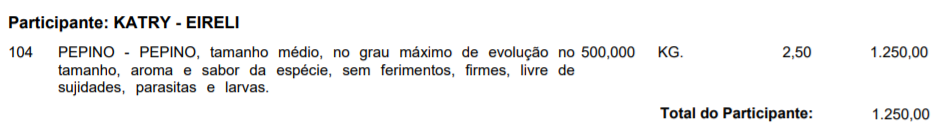 Participante: KATRY - EIRELI
104 PEPINO - PEPINO, tamanho médio, no grau máximo de evolução no 500,000 KG. 2,50 1.250,00
tamanho, aroma e sabor da espécie, sem ferimentos, firmes, livre de
sujidades, parasitas e larvas.
Total do Participante: 1.250,00